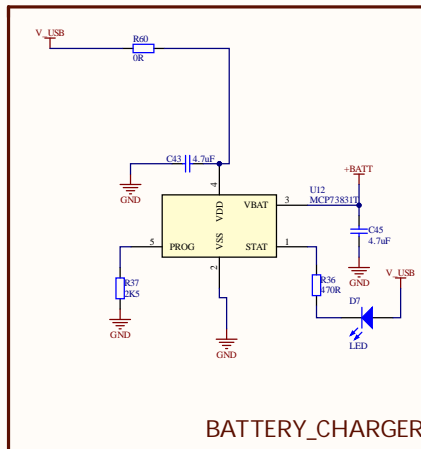 V_USB
R60
0R
C43 4.7uF
GND
4
VDD
U12
MCP73831T
+BATT
VBAT 3
5 PROG
VSS
STAT 1
2
C45
4.7uF
GND
R37
2K5
GND
R36
470R
V_USB
D7
LED
GND
BATTERY_CHARGER